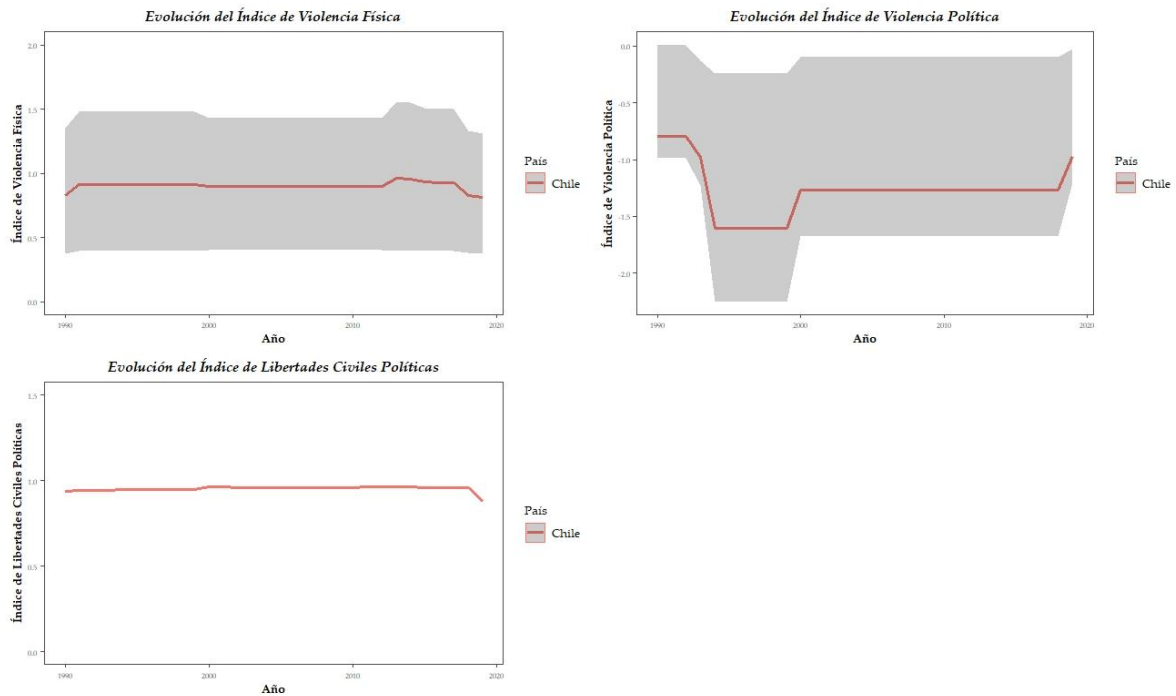 Evolución del Índice de Violencia Física
Índice de Violencia Física
2.0
1.5
1.0
0.5
0.0
1990
2000
2010
2020
Año
País
Chile
Evolución del Índice de Violencia Política
Índice de Violencia Política
0.0
-0.5
-1.0
-1.5
-2.0
1990
2000
2010
2020
Año
País
Chile
Evolución del Índice de Libertades Civiles Políticas
Índice de Libertades Civiles Políticas
1.5
1.0
0.5
0.0
1990
2000
2010
2020
Año
País
Chile